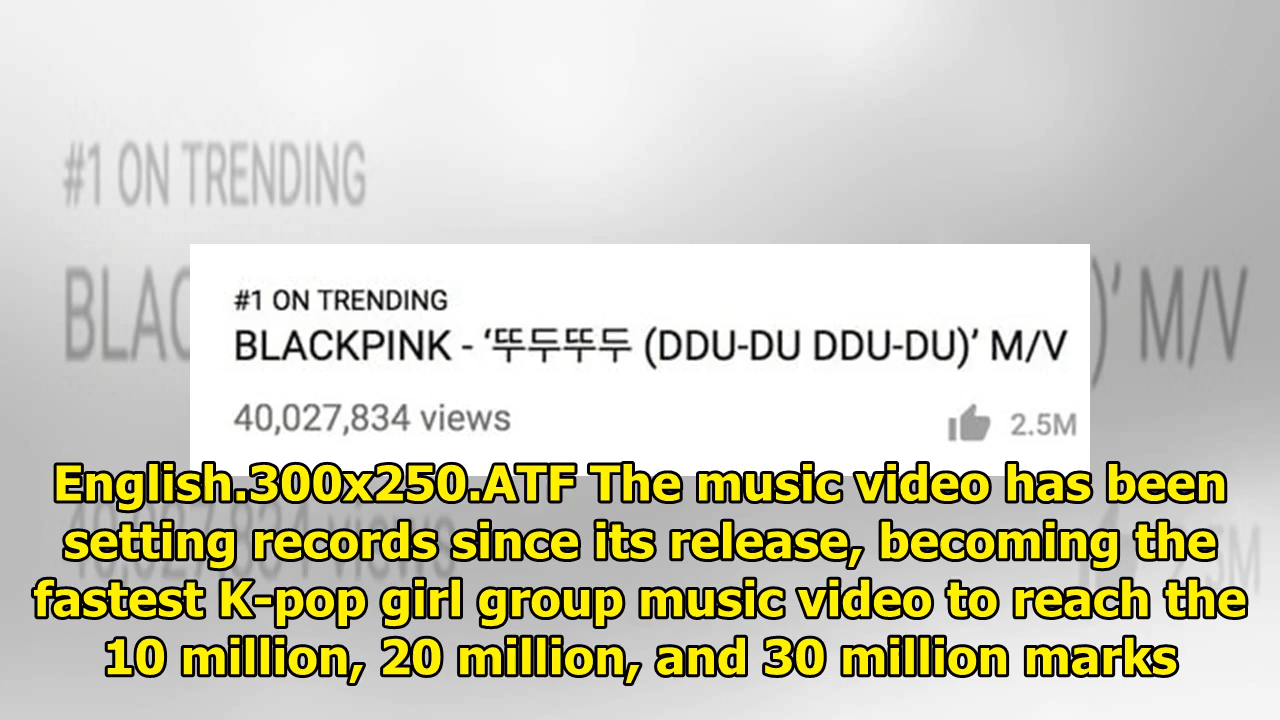 #1 ON TRENDING
BLAC
)’ M/V
#1 ON TRENDING
BLACKPINK - ‘뚜두뚜두 (DDU-DU DDU-DU)’ M/V
40,027,834 views
2.5M
English.300x250.ATF The music video has been
setting records since its release, becoming the
fastest K-pop girl group music video to reach the
10 million, 20 million, and 30 million marks